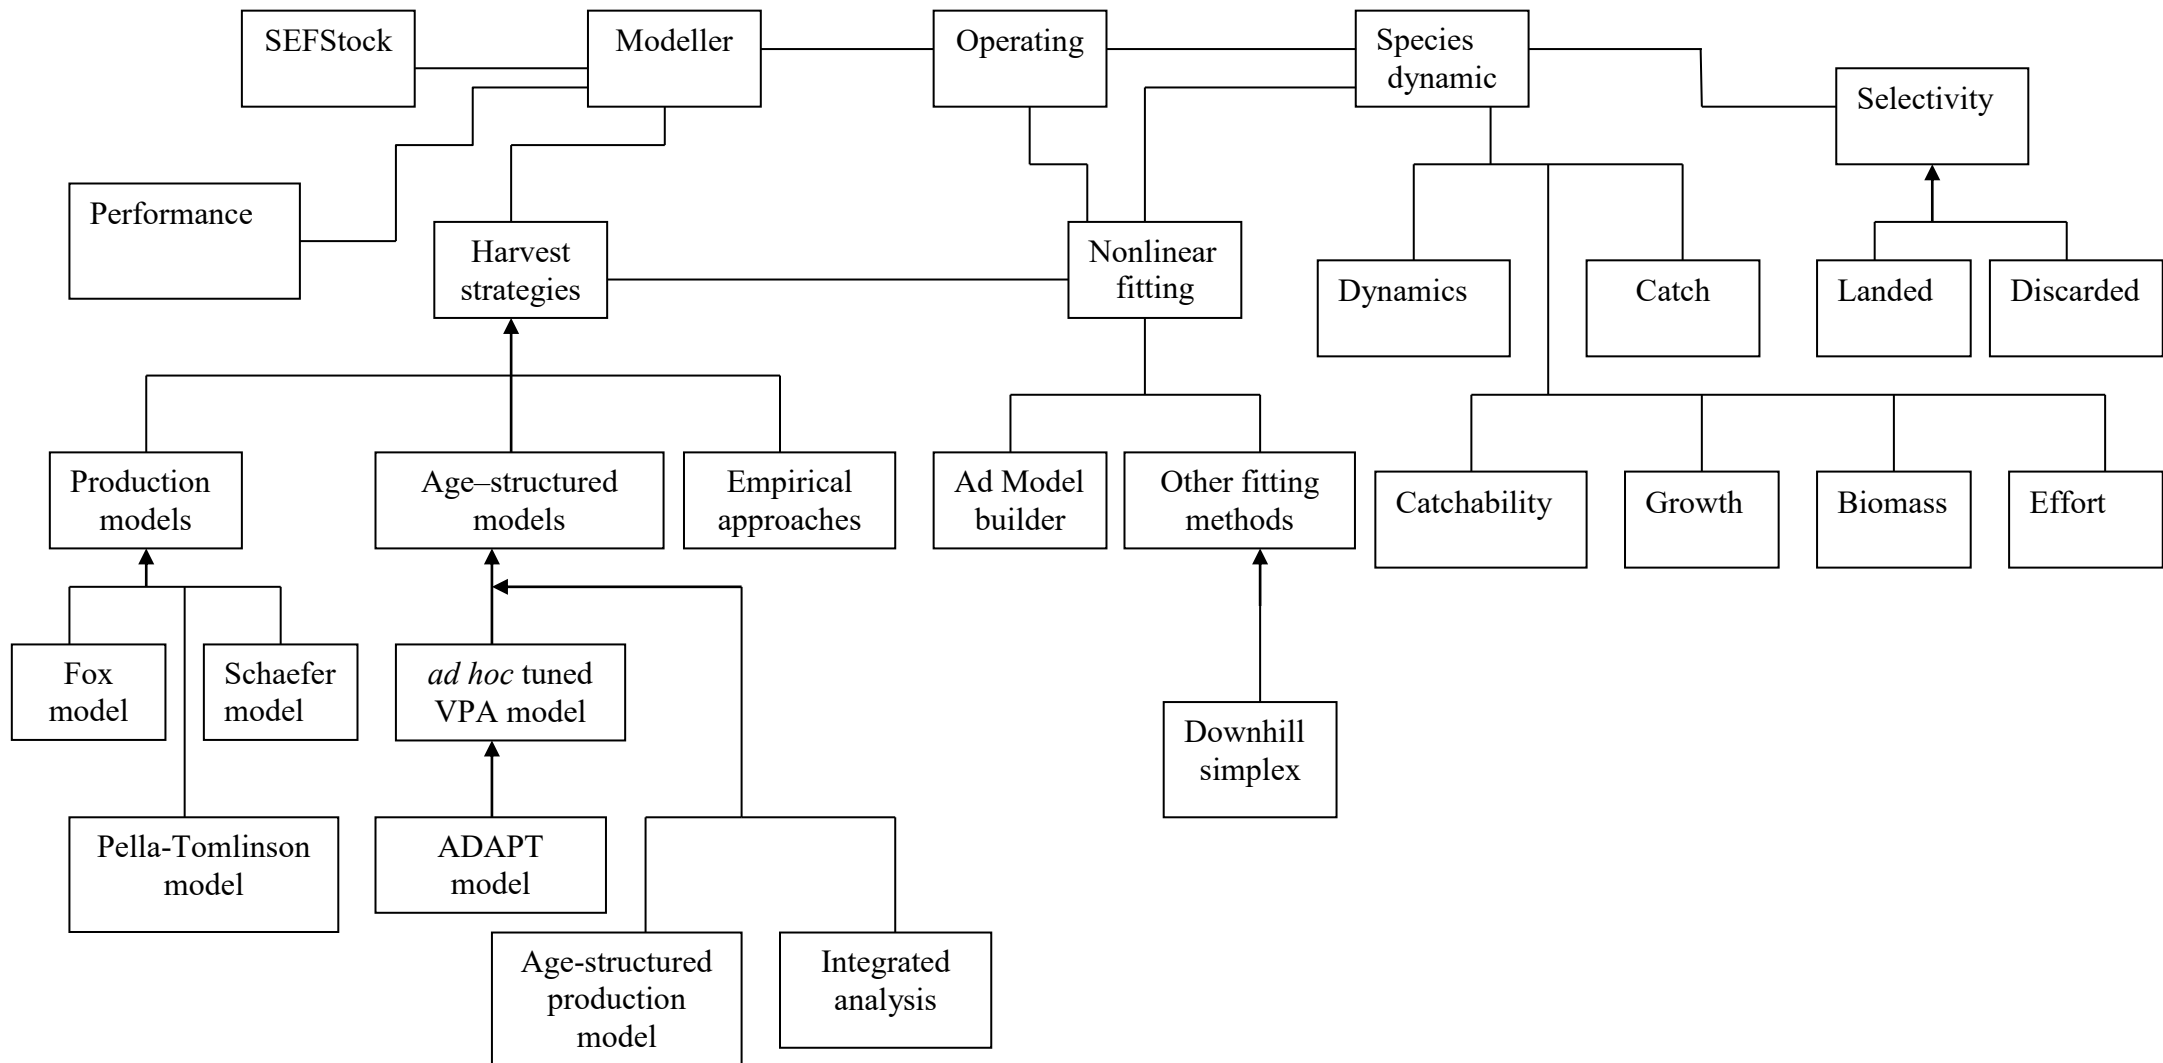 SEFStock
Modeller
Operating
Species
dynamic
Selectivity
Performance
Harvest
strategies
Nonlinear
fitting
Dynamics
Catch
Landed
Discarded
Production
models
Age–structured
models
Empirical
approaches
Ad Model
builder
Other fitting
methods
Catchability
Growth
Biomass
Effort
Fox
model
Schaefer
model
ad hoc tuned
VPA model
Downhill
simplex
Pella-Tomlinson
model
ADAPT
model
Age-structured
production
model
Integrated
analysis